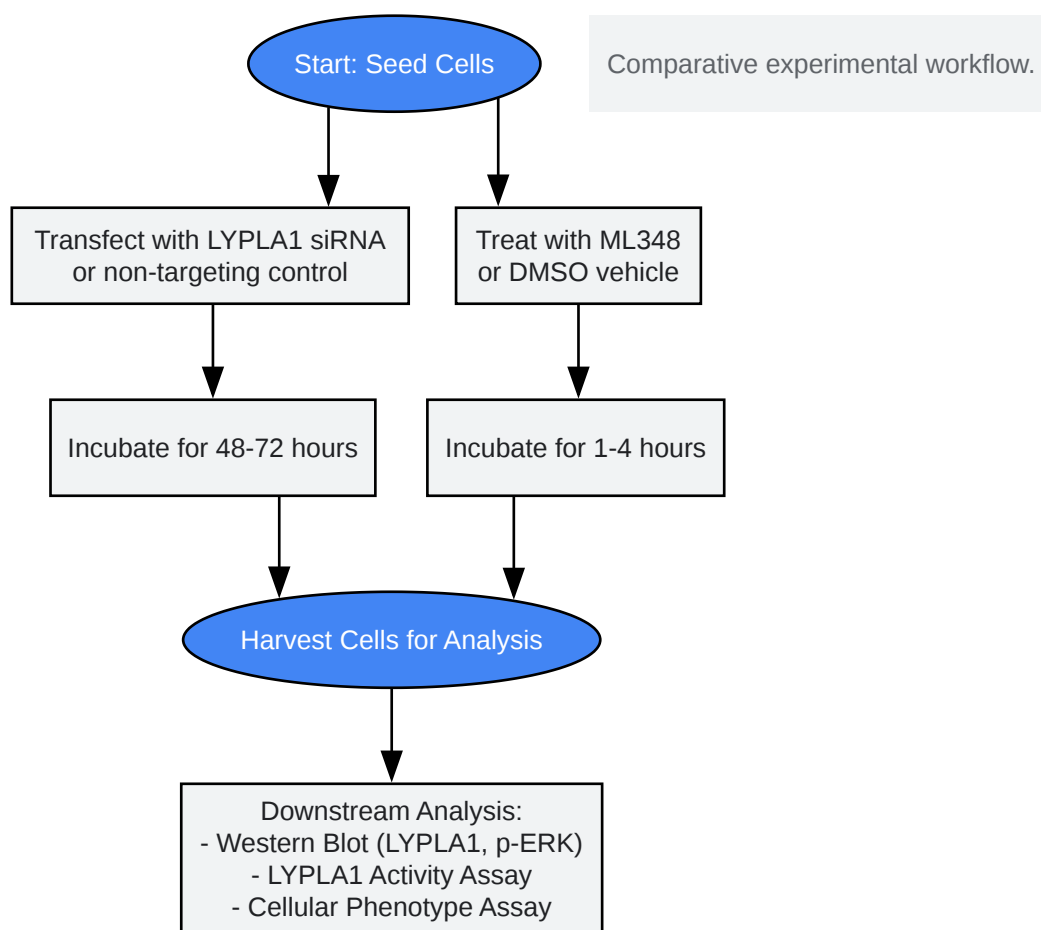 Start: Seed Cells
Comparative experimental workflow.
Transfect with LYPLA1 siRNA
or non-targeting control
Treat with ML348
or DMSO vehicle
Incubate for 48-72 hours
Incubate for 1-4 hours
Harvest Cells for Analysis
Downstream Analysis:
- Western Blot (LYPLA1, p-ERK)
- LYPLA1 Activity Assay
- Cellular Phenotype Assay